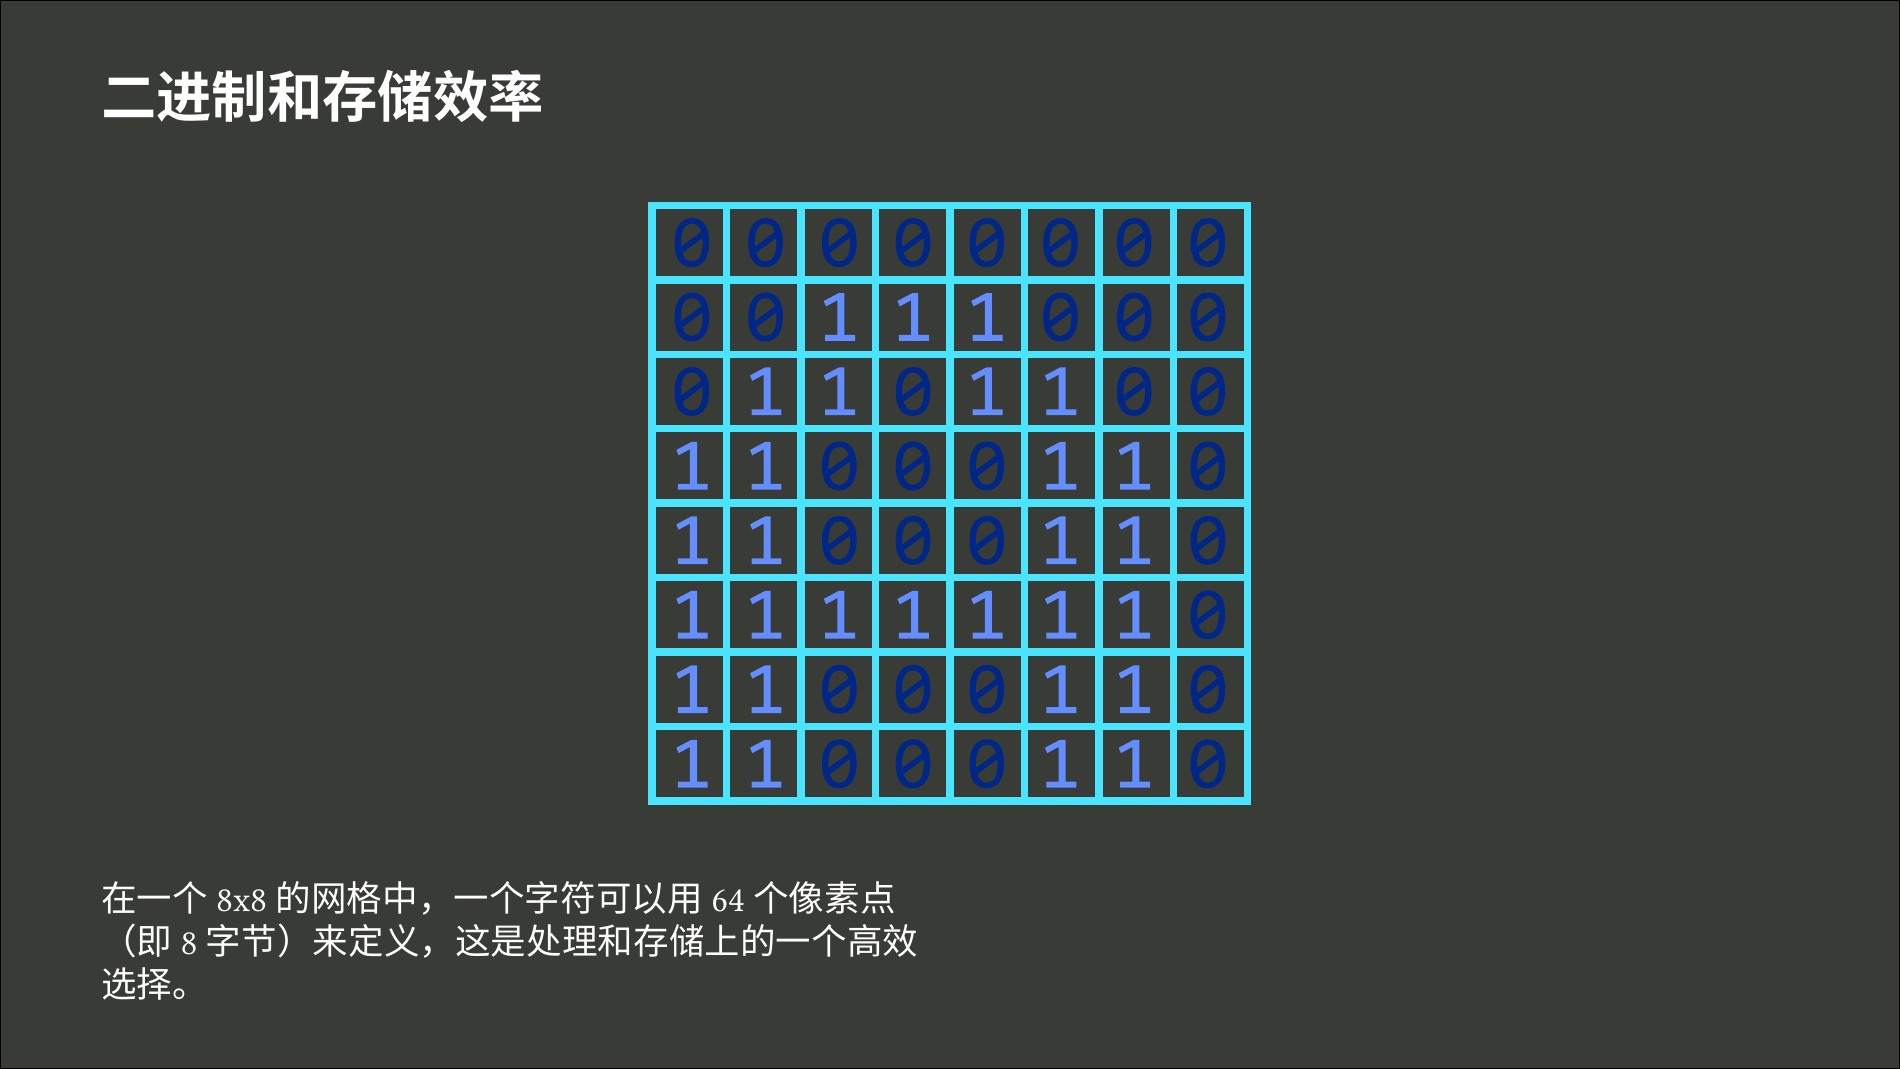 二进制和存储效率
0 0 0 0 0 0 0 0
0 0 1 1 1 0 0 0
0 1 1 0 1 1 0 0
1 1 0 0 0 1 1 0
1 1 0 0 0 1 1 0
1 1 1 1 1 1 1 0
1 1 0 0 0 1 1 0
1 1 0 0 0 1 1 0
在一个 8x8 的网格中，一个字符可以用 64 个像素点
（即 8 字节）来定义，这是处理和存储上的一个高效
选择。